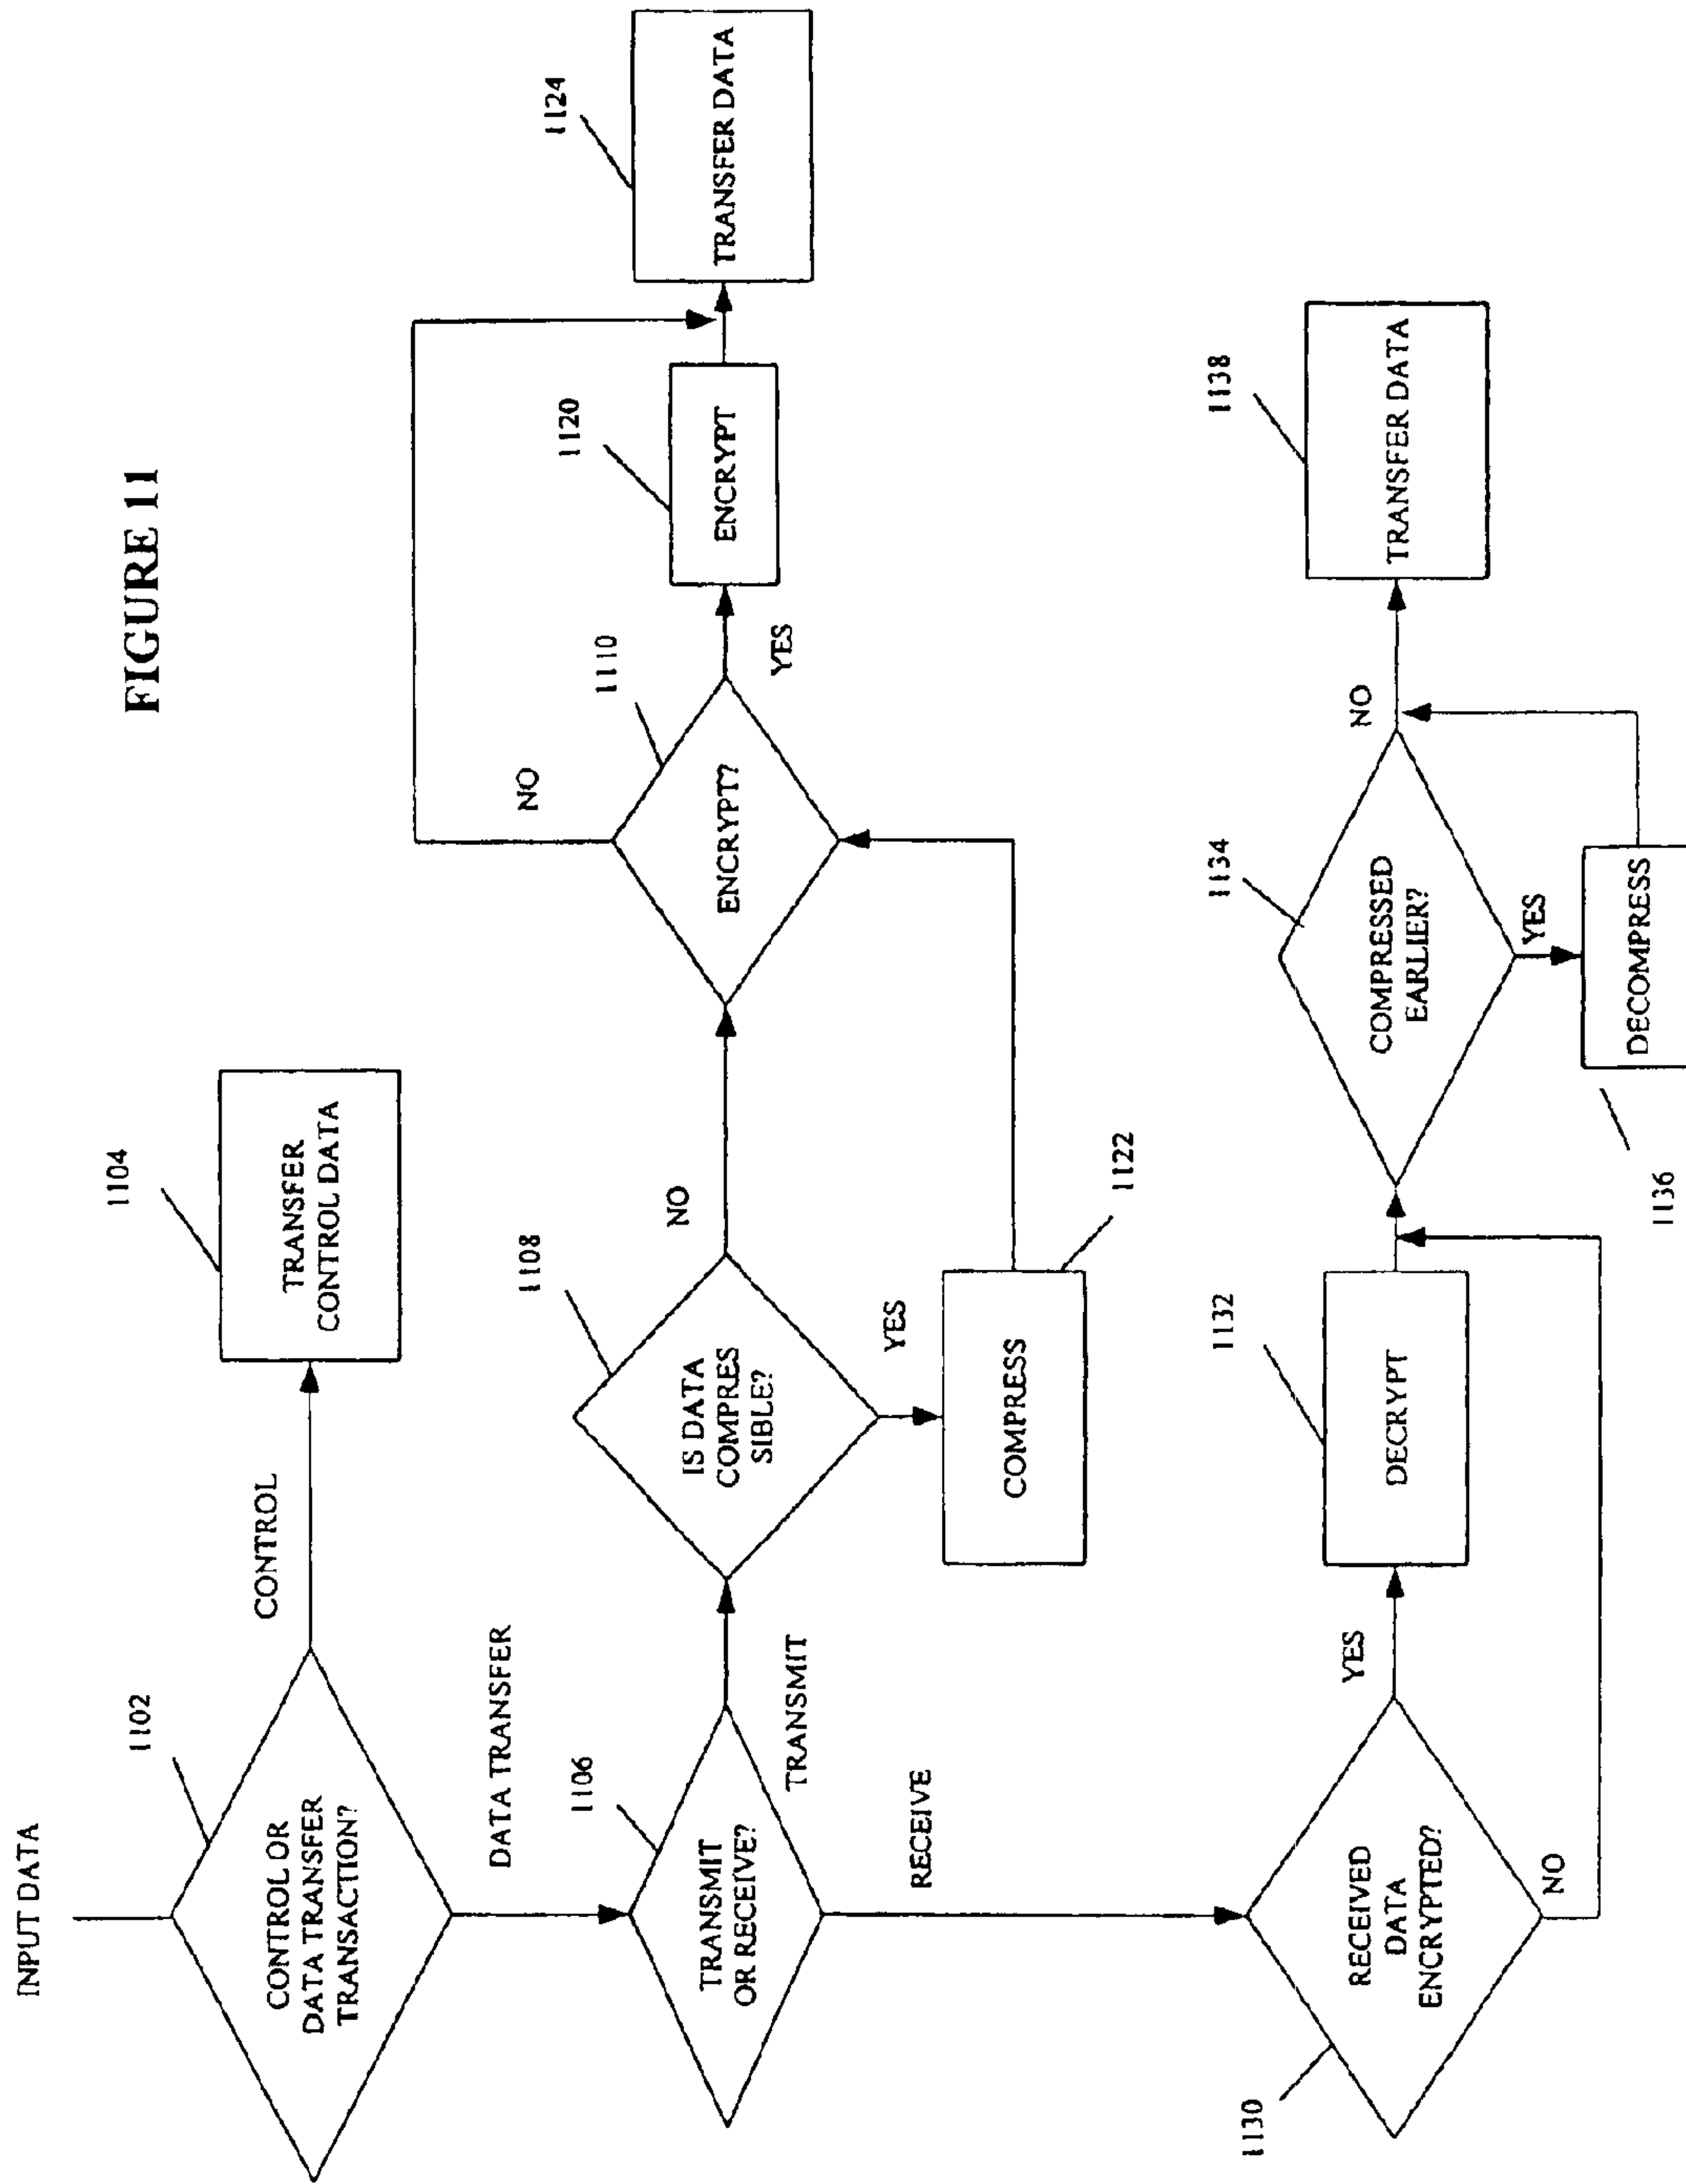 FIGURE 11
INPUT DATA
1102
CONTROL OR
DATA TRANSFER
TRANSACTION?
CONTROL
1104
TRANSFER
CONTROL DATA
DATA TRANSFER
1106
TRANSMIT
OR RECEIVE?
TRANSMIT
1108
IS DATA
COMPRES
SIBLE?
NO
YES
COMPRESS
1122
1110
ENCRYPT?
NO
YES
1120
ENCRYPT
1124
TRANSFER DATA
RECEIVE
1130
RECEIVED
DATA
ENCRYPTED?
YES
NO
1132
DECRYPT
1134
COMPRESSED
EARLIER?
NO
YES
1136
DECOMPRESS
1138
TRANSFER DATA